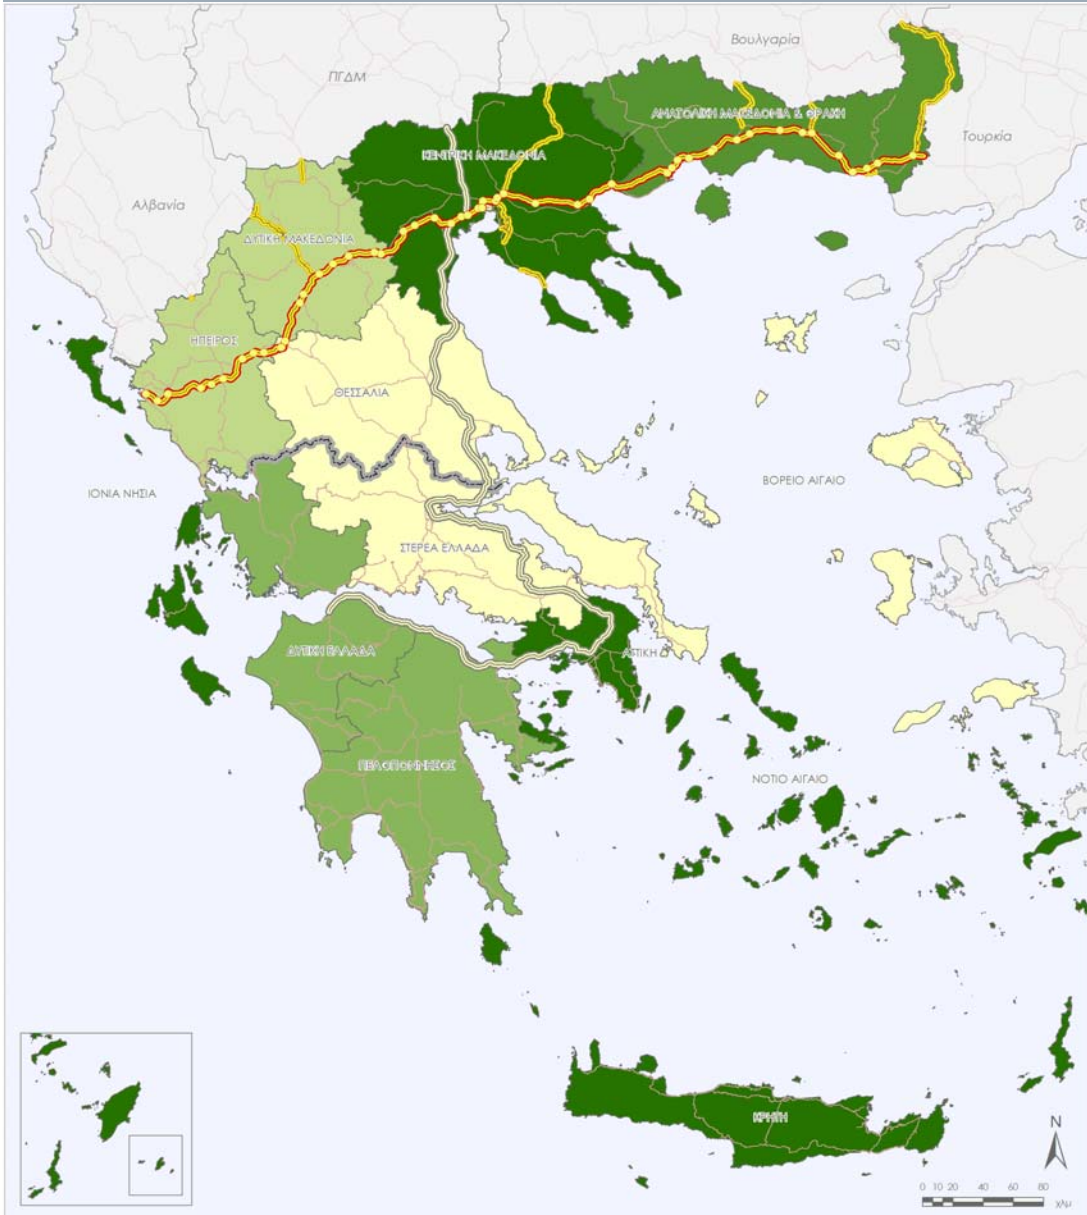 Βουλγαρία
ΠΓΔΜ
ΑΝΑΤΟΛΙΚΗ ΜΑΚΕΔΟΝΙΑ & ΘΡΑΚΗ
Τουρκία
ΚΕΝΤΡΙΚΗ ΜΑΚΕΔΟΝΙΑ
Αλβανία
ΔΥΤΙΚΗ ΜΑΚΕΔΟΝΙΑ
ΗΠΕΙΡΟΣ
ΘΕΣΣΑΛΙΑ
ΒΟΡΕΙΟ ΑΙΓΑΙΟ
ΙΟΝΙΑ ΝΗΣΙΑ
ΣΤΕΡΕΑ ΕΛΛΑΔΑ
ΔΥΤΙΚΗ ΕΛΛΑΔΑ
ΑΤΤΙΚΗ
ΠΕΛΟΠΟΝΝΗΣΟΣ
ΝΟΤΙΟ ΑΙΓΑΙΟ
ΚΡΗΤΗ
N
0 10 20 40 60 80
χλμ